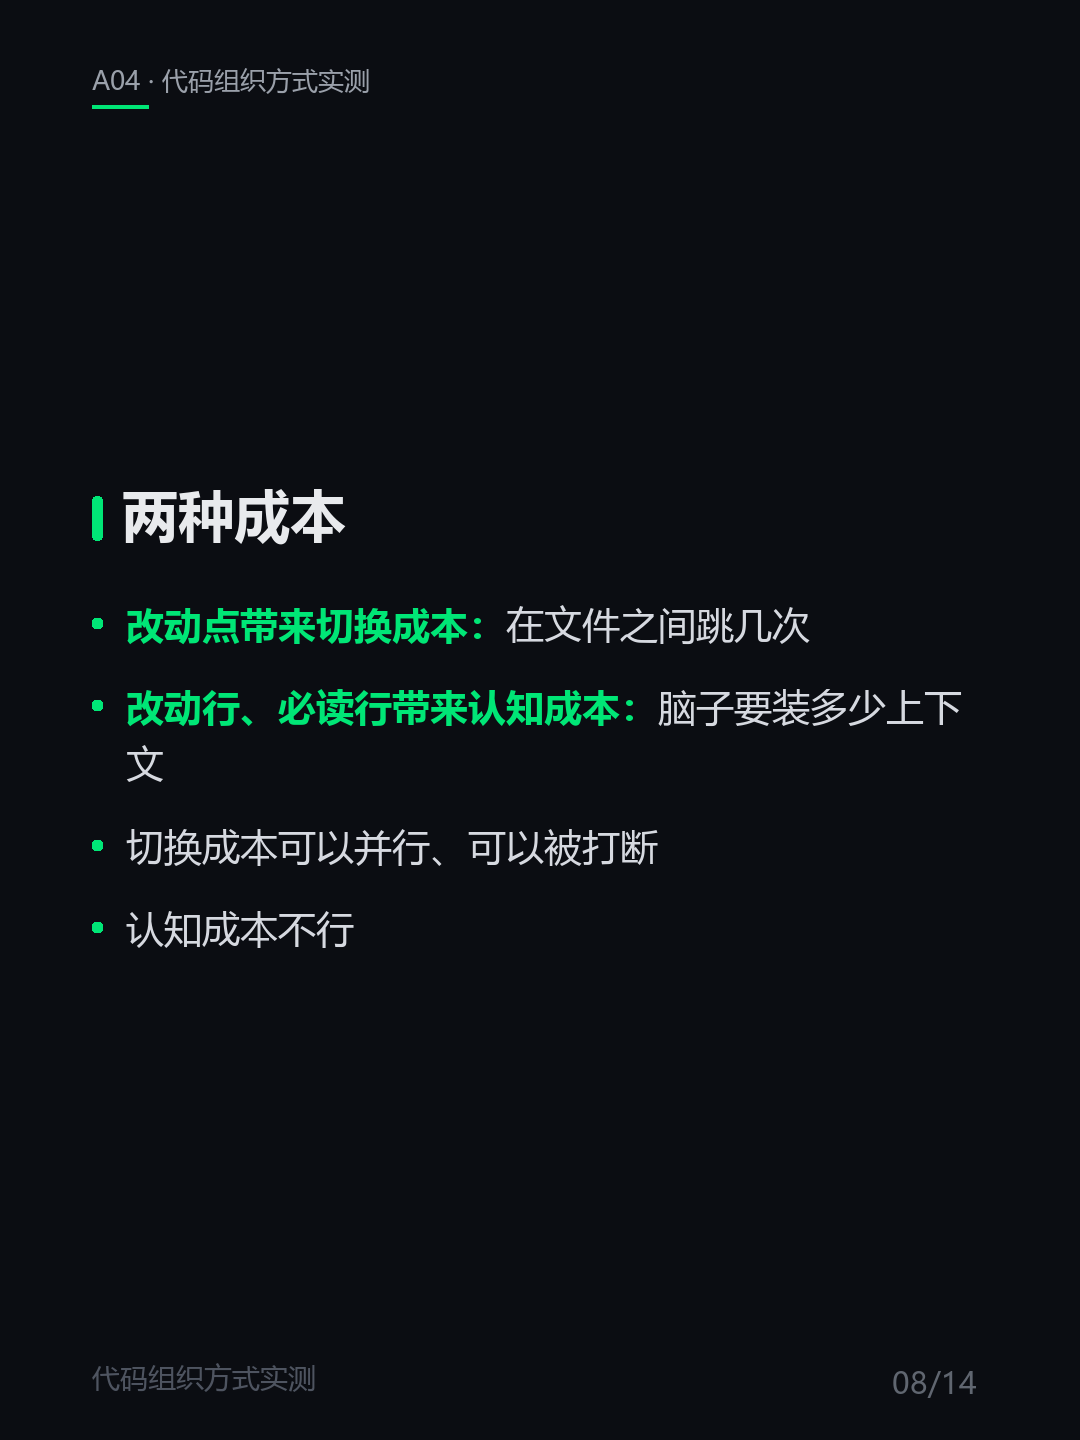 A04 · 代码组织方式实测
两种成本
改动点带来切换成本：在文件之间跳几次
改动行、必读行带来认知成本：脑子要装多少上下
文
切换成本可以并行、可以被打断
认知成本不行
代码组织方式实测
08/14